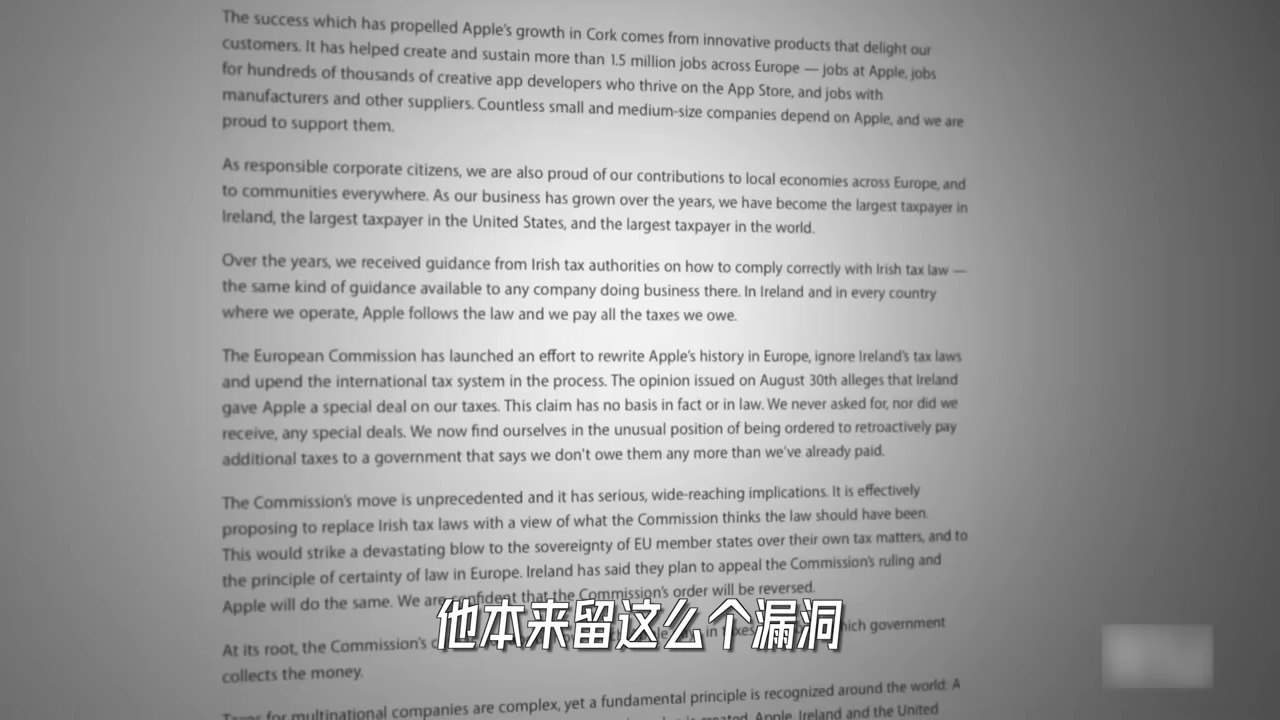 The success which has propelled Apple's growth in Cork comes from innovative products that delight our
customers. It has helped create and sustain more than 1.5 million jobs across Europe — jobs at Apple, jobs
for hundreds of thousands of creative app developers who thrive on the App Store, and jobs with
manufacturers and other suppliers. Countless small and medium-size companies depend on Apple, and we are
proud to support them.
As responsible corporate citizens, we are also proud of our contributions to local economies across Europe, and
to communities everywhere. As our business has grown over the years, we have become the largest taxpayer in
Ireland, the largest taxpayer in the United States, and the largest taxpayer in the world.
Over the years, we received guidance from Irish tax authorities on how to comply correctly with Irish tax law —
the same kind of guidance available to any company doing business there. In Ireland and in every country
where we operate, Apple follows the law and we pay all the taxes we owe.
The European Commission has launched an effort to rewrite Apple's history in Europe, ignore Ireland's tax laws
and upend the international tax system in the process. The opinion issued on August 30th alleges that Ireland
gave Apple a special deal on our taxes. This claim has no basis in fact or in law. We never asked for, nor did we
receive, any special deals. We now find ourselves in the unusual position of being ordered to retroactively pay
additional taxes to a government that says we don't owe them any more than we've already paid.
The Commission's move is unprecedented and it has serious, wide-reaching implications. It is effectively
proposing to replace Irish tax laws with a view of what the Commission thinks the law should have been.
This would strike a devastating blow to the sovereignty of EU member states over their own tax matters, and to
the principle of certainty of law in Europe. Ireland has said they plan to appeal the Commission's ruling and
Apple will do the same. We are confident that the Commission's order will be reversed.
At its root, the Commission's in taxes which government
collects the money.
他本来留这么个漏洞
Taxes for multinational companies are complex, yet a fundamental principle is recognized around the world: A
created. Apple, Ireland and the United